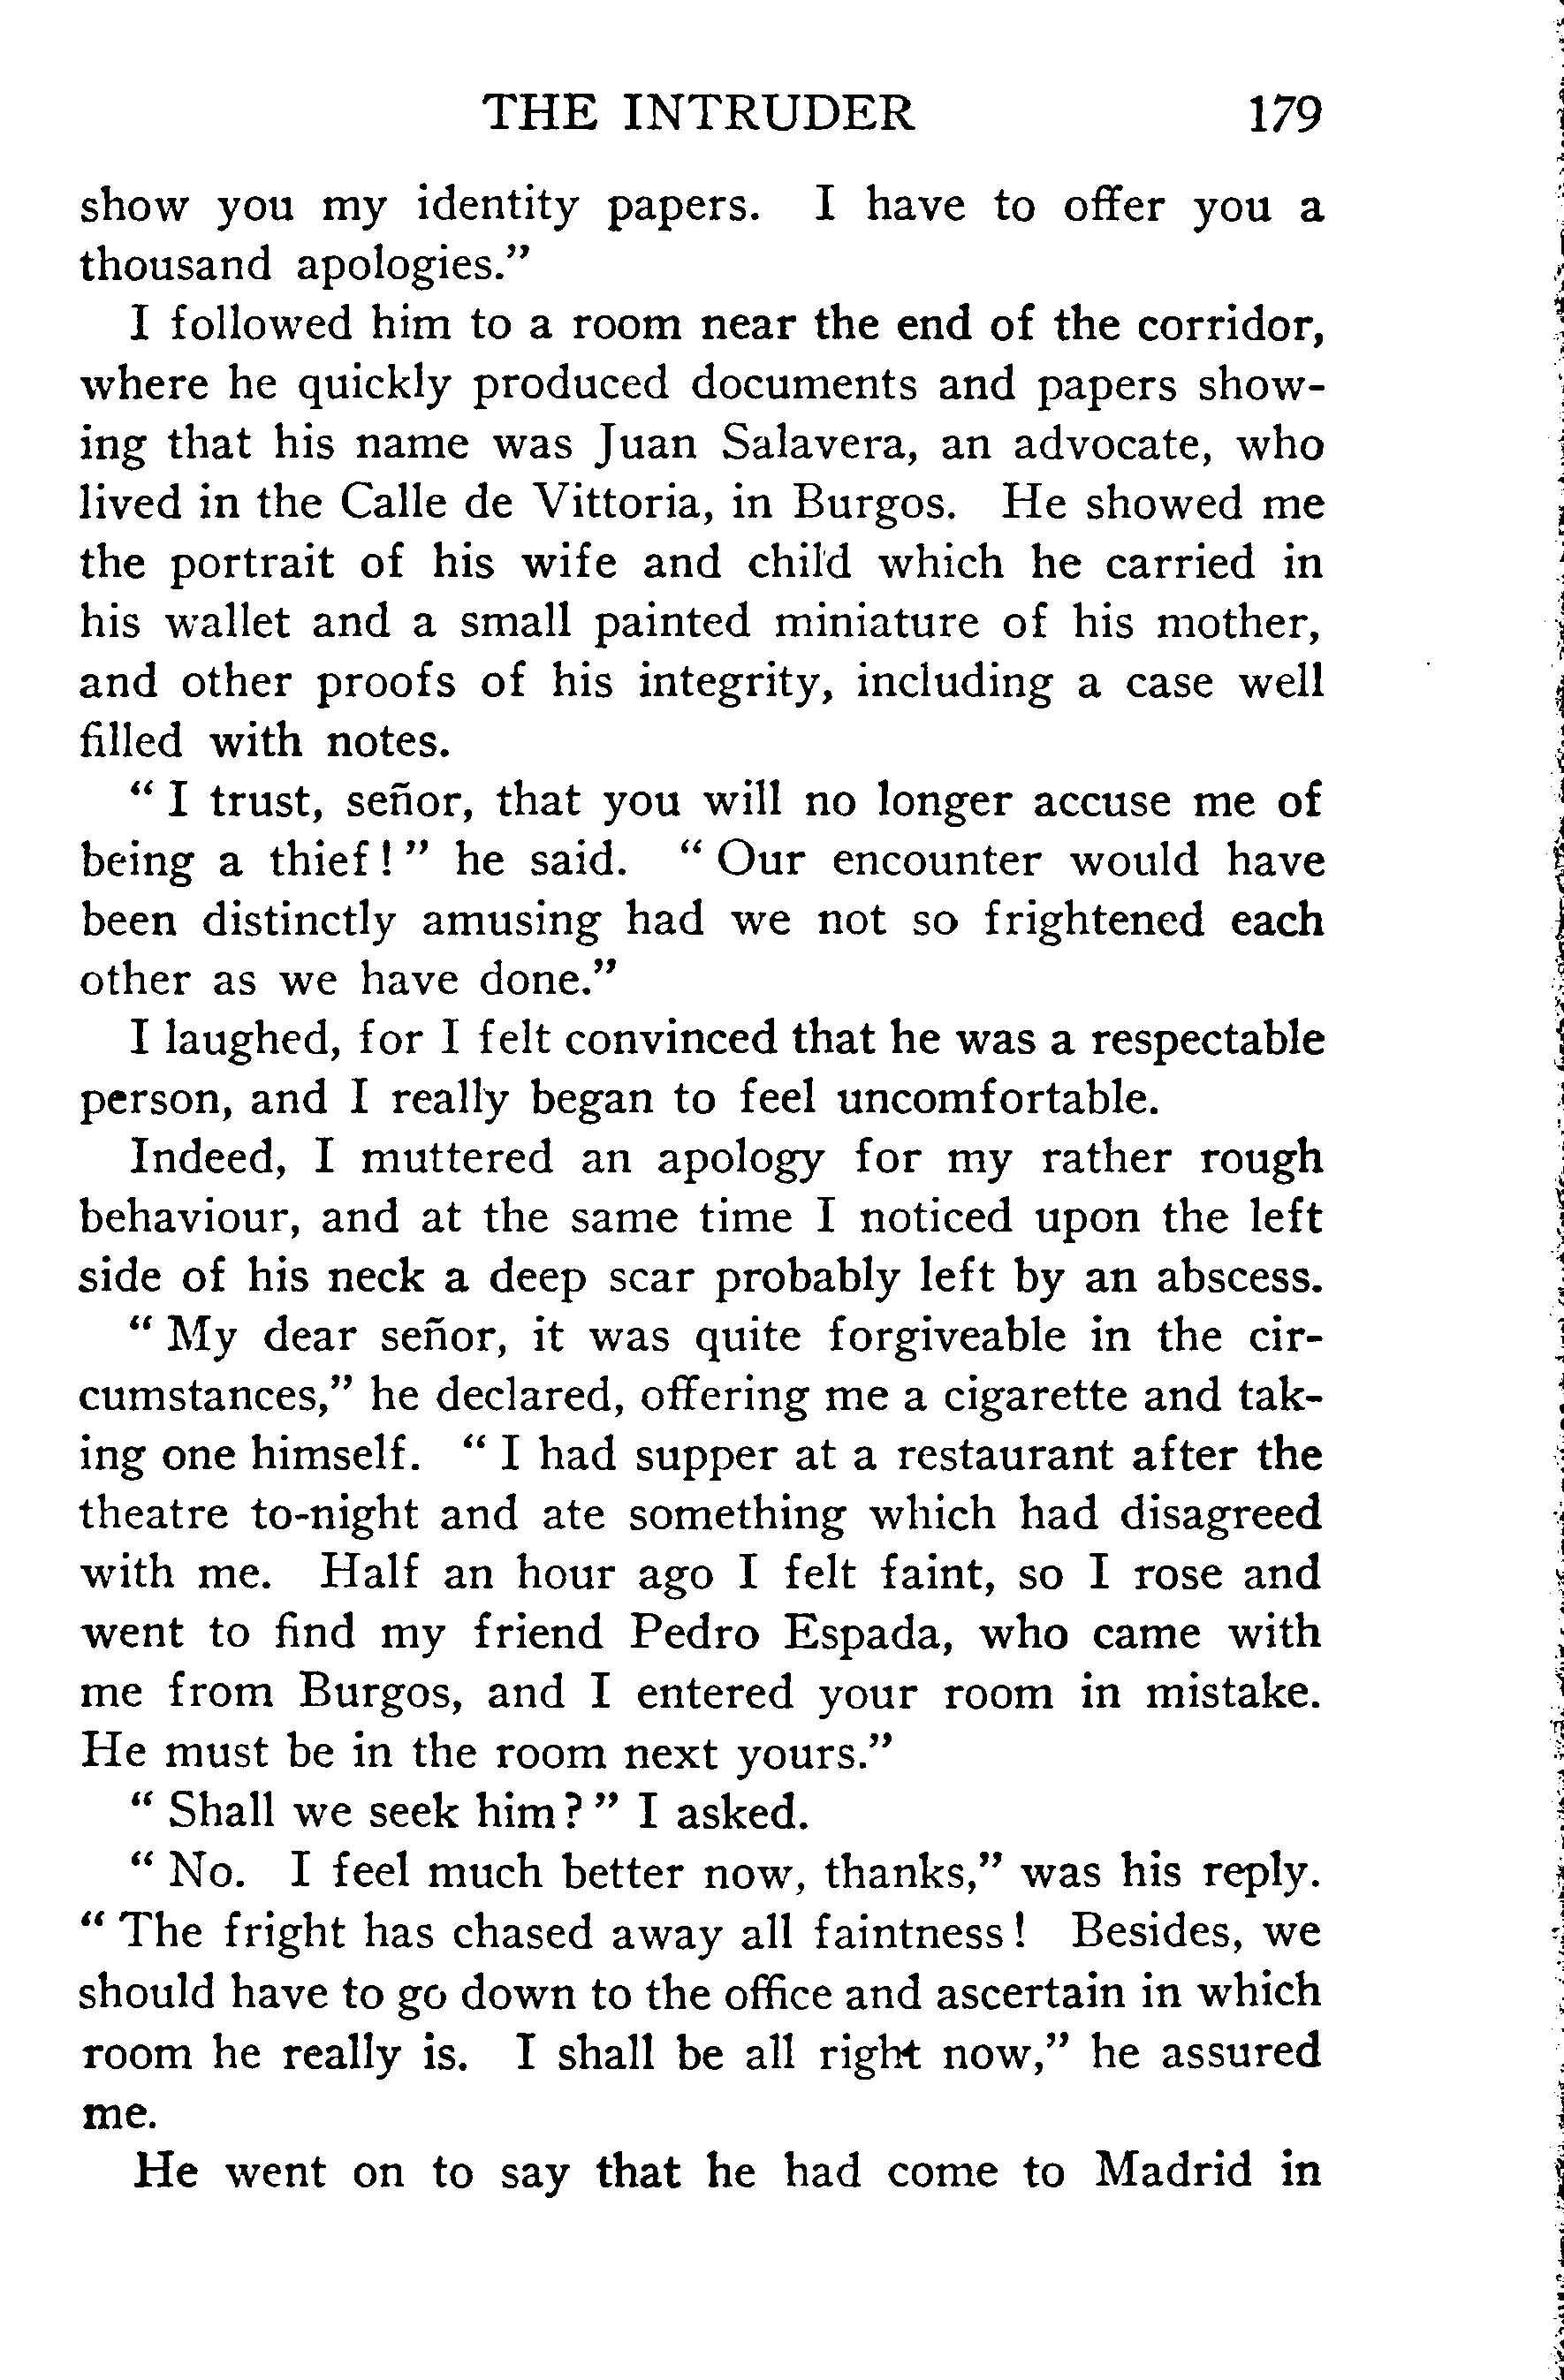 THE INTRUDER 179
show you my identity papers. I have to offer you a
thousand apologies.”
I followed him to a room near the end of the corridor,
where he quickly produced documents and papers show-
ing that his name was Juan Salavera, an advocate, who
lived in the Calle de Vittoria, in Burgos. He showed me
the portrait of his wife and child which he carried in
his wallet and a small painted miniature of his mother,
and other proofs of his integrity, including a case well
filled with notes.
“ I trust, señor, that you will no longer accuse me of
being a thief ! ” he said. “ Our encounter would have
been distinctly amusing had we not so frightened each
other as we have done.”
I laughed, for I felt convinced that he was a respectable
person, and I really began to feel uncomfortable.
Indeed, I muttered an apology for my rather rough
behaviour, and at the same time I noticed upon the left
side of his neck a deep scar probably left by an abscess.
“ My dear señor, it was quite forgiveable in the cir-
cumstances,” he declared, offering me a cigarette and tak-
ing one himself. “ I had supper at a restaurant after the
theatre to-night and ate something which had disagreed
with me. Half an hour ago I felt faint, so I rose and
went to find my friend Pedro Espada, who came with
me from Burgos, and I entered your room in mistake.
He must be in the room next yours.”
“ Shall we seek him ? ” I asked.
“ No. I feel much better now, thanks,” was his reply.
“ The fright has chased away all faintness ! Besides, we
should have to go down to the office and ascertain in which
room he really is. I shall be all right now,” he assured
me.
He went on to say that he had come to Madrid in